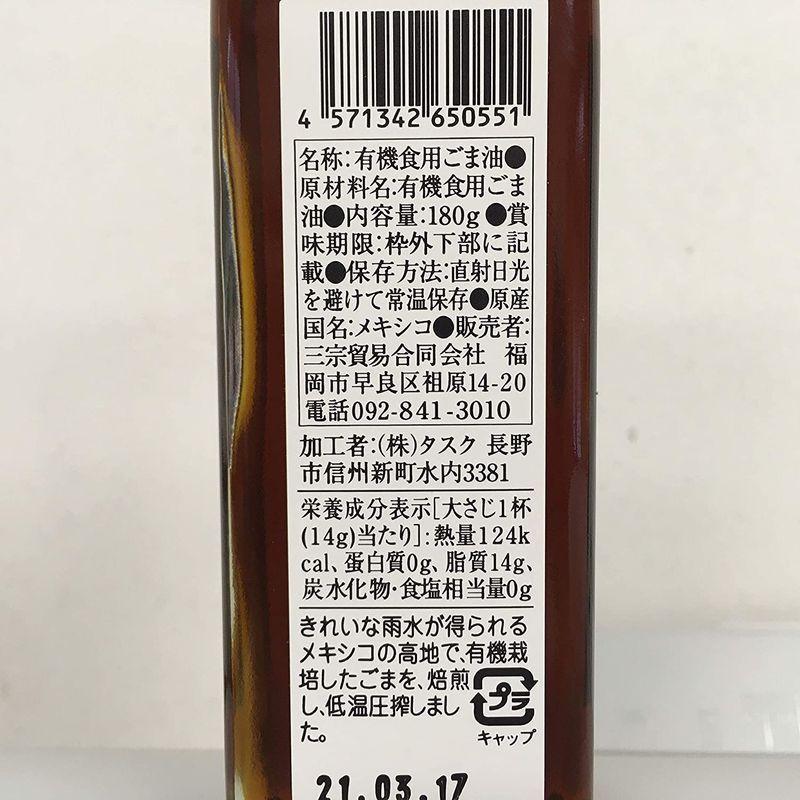 4 571342 650551
名称:有機食用ごま油●
原材料名:有機食用ごま
油●内容量:180g ●賞
味期限:枠外下部に記
載●保存方法:直射日光
を避けて常温保存●原産
国名:メキシコ●販売者:
三宗貿易合同会社 福
岡市早良区祖原14-20
電話092-841-3010
加工者:(株)タスク 長野
市信州新町水内3381
栄養成分表示[大さじ1杯
(14g)当たり]:熱量124k
cal、蛋白質0g、脂質14g、
炭水化物・食塩相当量0g
きれいな雨水が得られる
メキシコの高地で、有機栽
培したごまを、焙煎
し、低温圧搾しまし
た。
プラ
キャップ
21.03.17